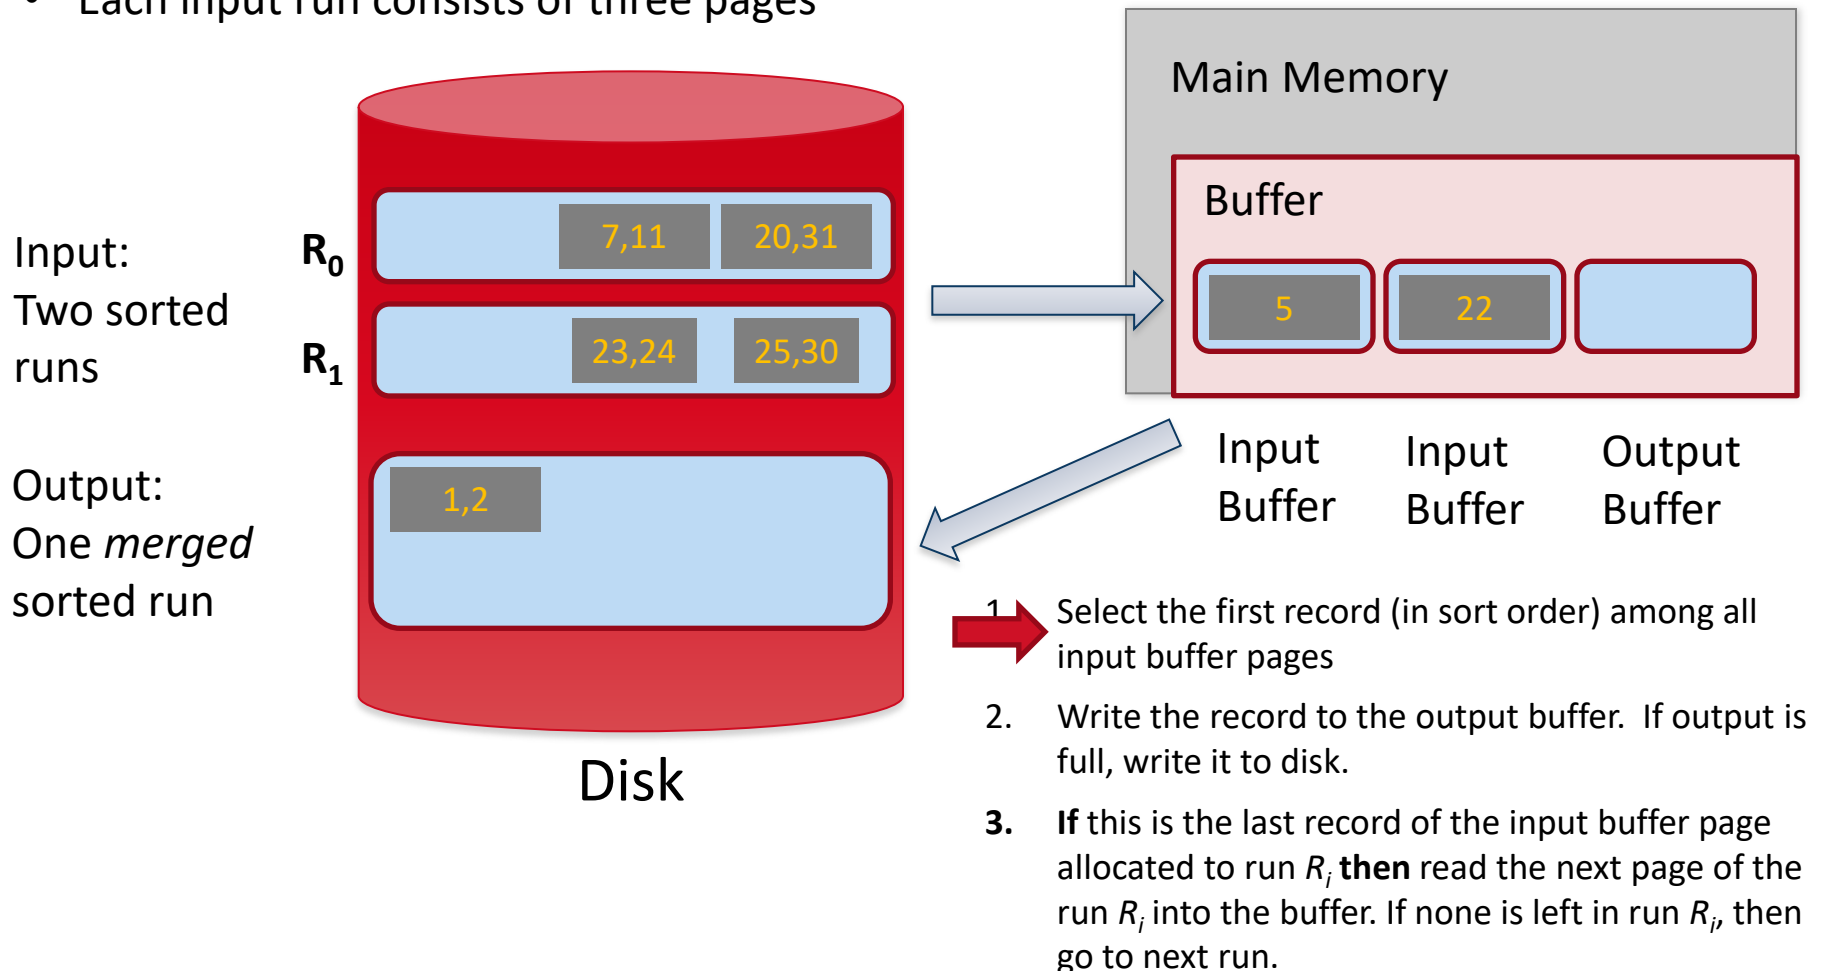 • Each input run consists of three pages
Main Memory
Buffer
5
22
Input
Buffer
Input
Buffer
Output
Buffer
Input:
Two sorted
runs
R0
7,11
20,31
R1
23,24
25,30
Output:
One merged
sorted run
1,2
Disk
1. Select the first record (in sort order) among all
input buffer pages
2. Write the record to the output buffer. If output is
full, write it to disk.
3. If this is the last record of the input buffer page
allocated to run Ri then read the next page of the
run Ri into the buffer. If none is left in run Ri, then
go to next run.